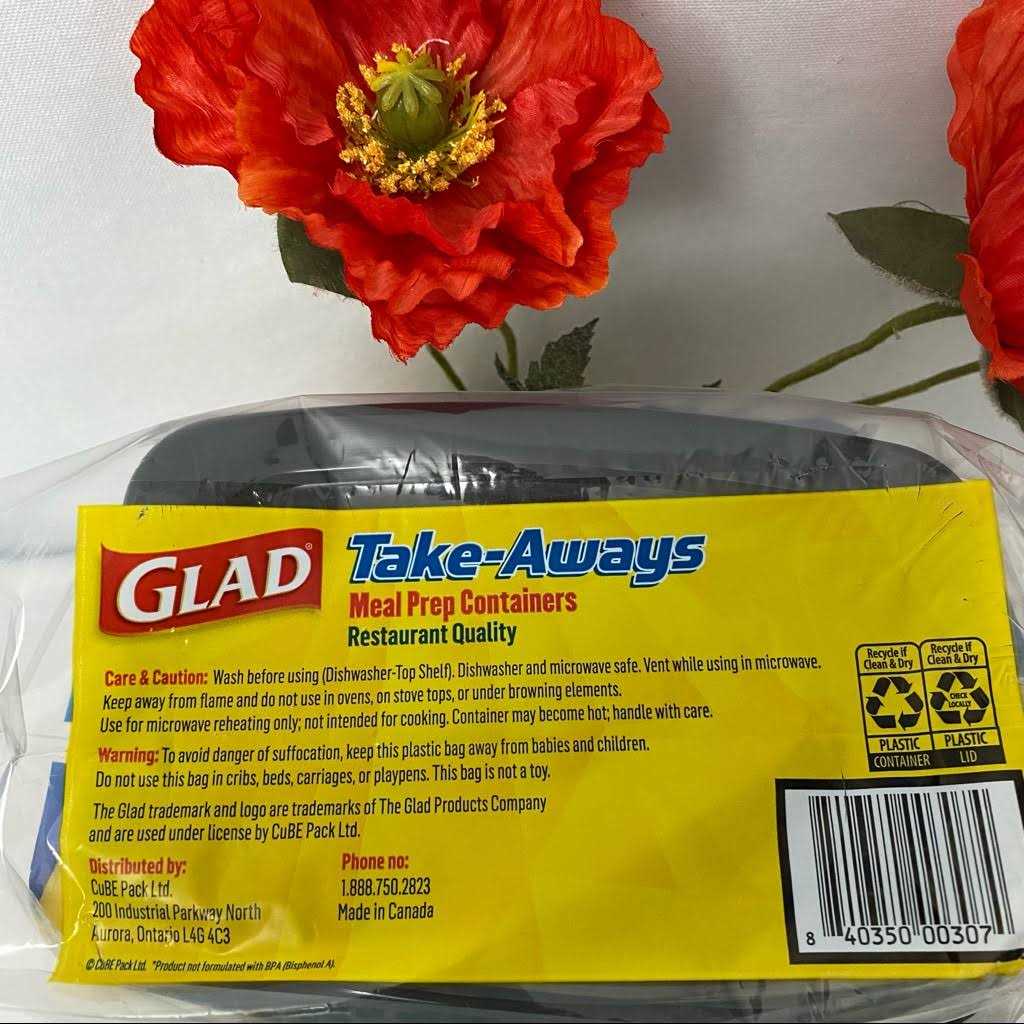 GLAD®
Take-Aways
Meal Prep Containers
Restaurant Quality
Care & Caution: Wash before using (Dishwasher-Top Shelf). Dishwasher and microwave safe. Vent while using in microwave.
Keep away from flame and do not use in ovens, on stove tops, or under browning elements.
Use for microwave reheating only; not intended for cooking. Container may become hot; handle with care.
Warning: To avoid danger of suffocation, keep this plastic bag away from babies and children.
Do not use this bag in cribs, beds, carriages, or playpens. This bag is not a toy.
The Glad trademark and logo are trademarks of The Glad Products Company
and are used under license by CuBE Pack Ltd.
Distributed by:
CuBE Pack Ltd.
200 Industrial Parkway North
Aurora, Ontario L4G 4C3
Phone no:
1.888.750.2823
Made in Canada
© CuBE Pack Ltd. *Product not formulated with BPA (Bisphenol A).
Recycle if
Clean & Dry
PLASTIC
CONTAINER
Recycle if
Clean & Dry
CHECK
LOCALLY
PLASTIC
LID
8 40350 00307